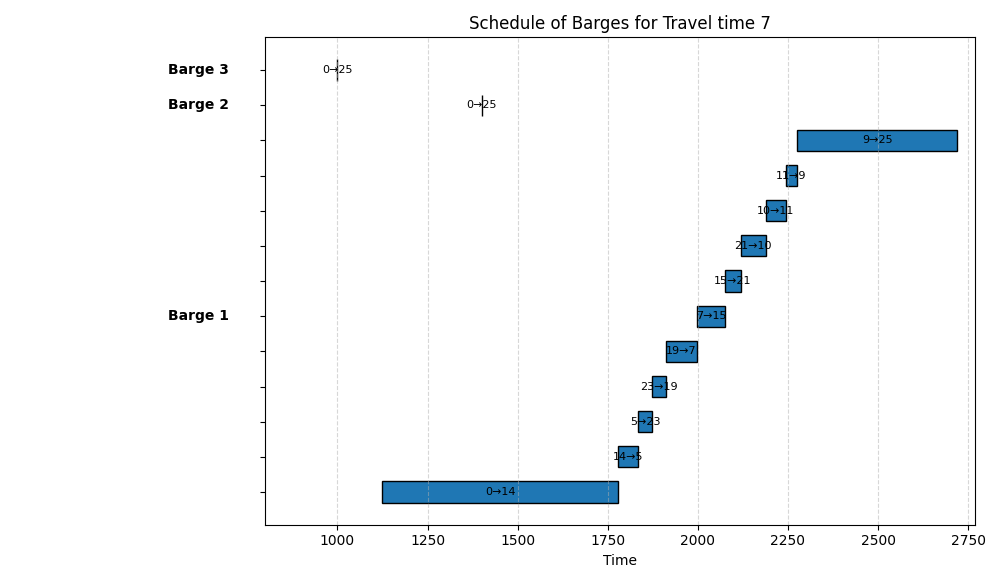 Schedule of Barges for Travel time 7
Barge 3
0→25
Barge 2
0→25
9→25
11→9
10→11
21→10
15→21
Barge 1
7→15
19→7
23→19
5→23
14→5
0→14
1000 1250 1500 1750 2000 2250 2500 2750
Time